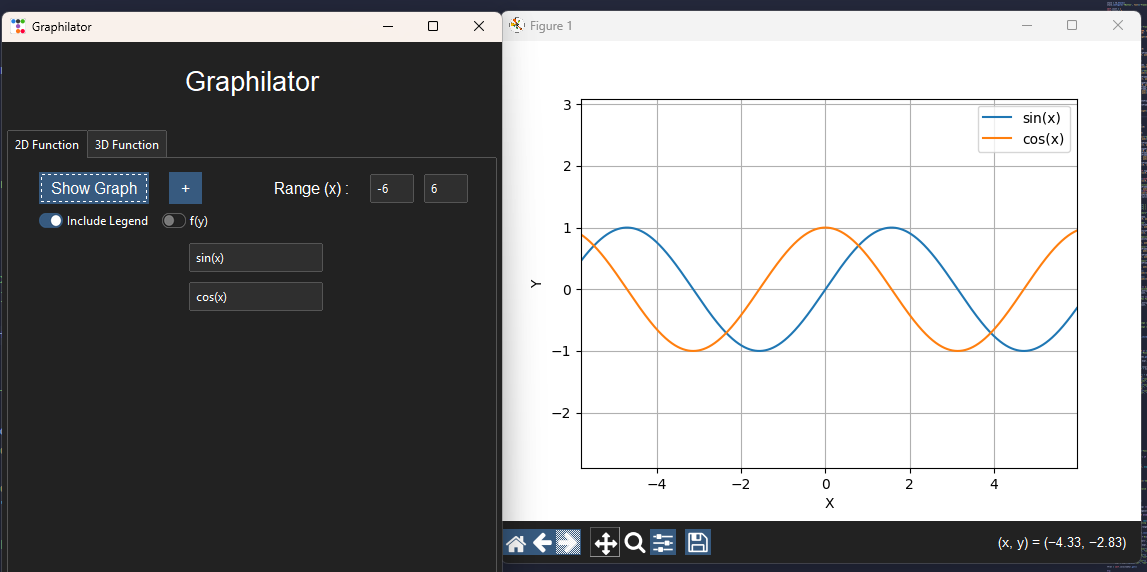 Graphilator
Graphilator
2D Function
3D Function
Show Graph
+
Range (x) :
-6
6
Include Legend
f(y)
sin(x)
cos(x)
Figure 1
3
2
1
0
−1
−2
Y
sin(x)
cos(x)
−4
−2
0
2
4
X
(x, y) = (−4.33, −2.83)